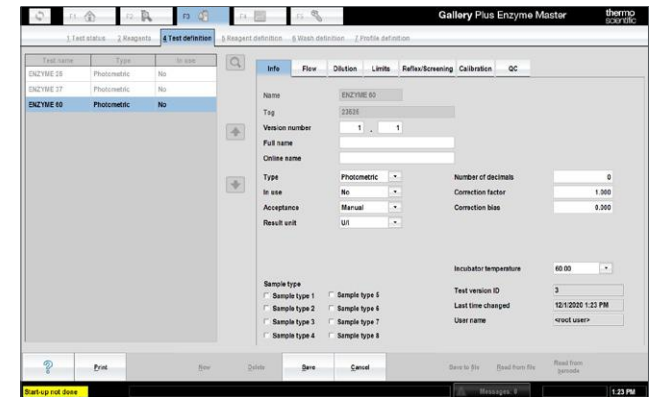 F1 F2 F3 F4 F5 Gallery Plus Enzyme Master thermo scientific
1 Test status 2 Reagents 4 Test definition 5 Reagent definition 6 Wash definition 7 Profile definition
Test name Type In use
ENZYME 25 Photometric No
ENZYME 37 Photometric No
ENZYME 60 Photometric No
Info Flow Dilution Limits Reflex/Screening Calibration QC
Name ENZYME 60
Tag 23535
Version number 1 . 1
Full name
Online name
Type Photometric Number of decimals 0
In use No Correction factor 1.000
Acceptance Manual Correction bias 0.000
Result unit U/l
Incubator temperature 60.00
Sample type
Sample type 1 Sample type 5 Test version ID 3
Sample type 2 Sample type 6 Last time changed 12/1/2020 1:23 PM
Sample type 3 Sample type 7 User name <root user>
Sample type 4 Sample type 8
? Print New Delete Save Cancel Save to file Read from file Read from barcode
Start-up not done Messages: 8 1:23 PM